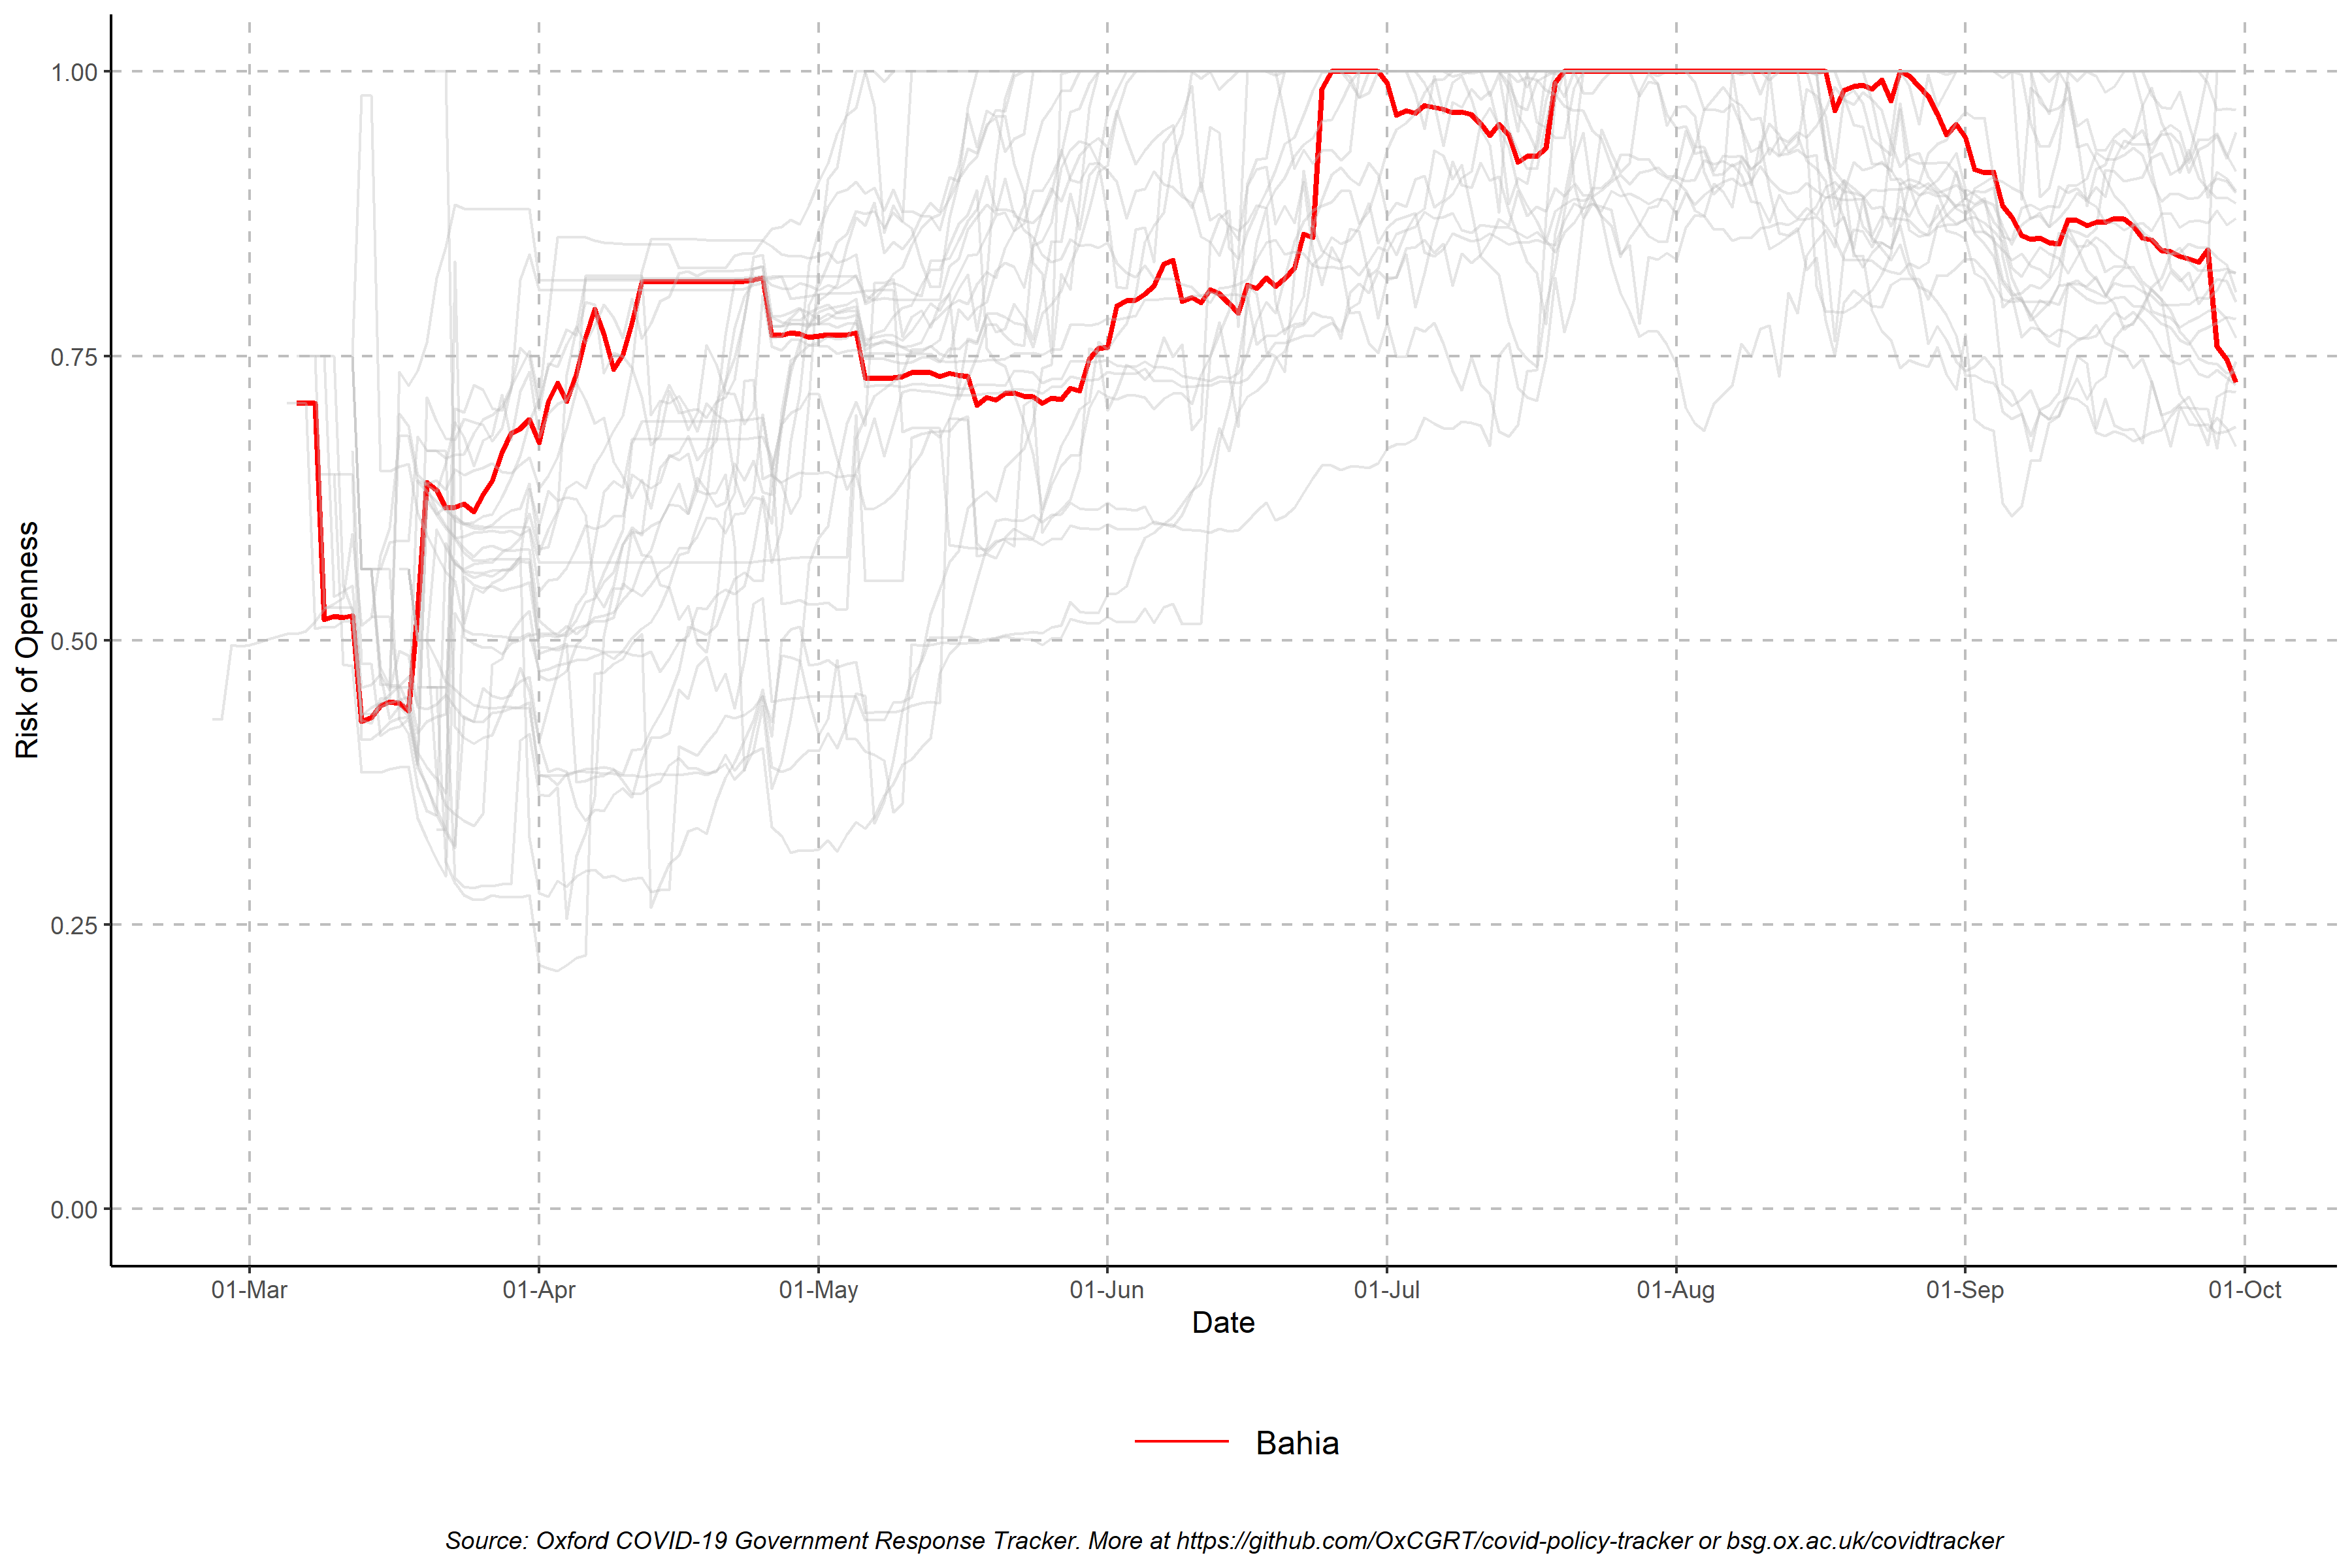 1.00
0.75
0.50
0.25
0.00
Risk of Openness
01-Mar 01-Apr 01-May 01-Jun 01-Jul 01-Aug 01-Sep 01-Oct
Date
Bahia
Source: Oxford COVID-19 Government Response Tracker. More at https://github.com/OxCGRT/covid-policy-tracker or bsg.ox.ac.uk/covidtracker